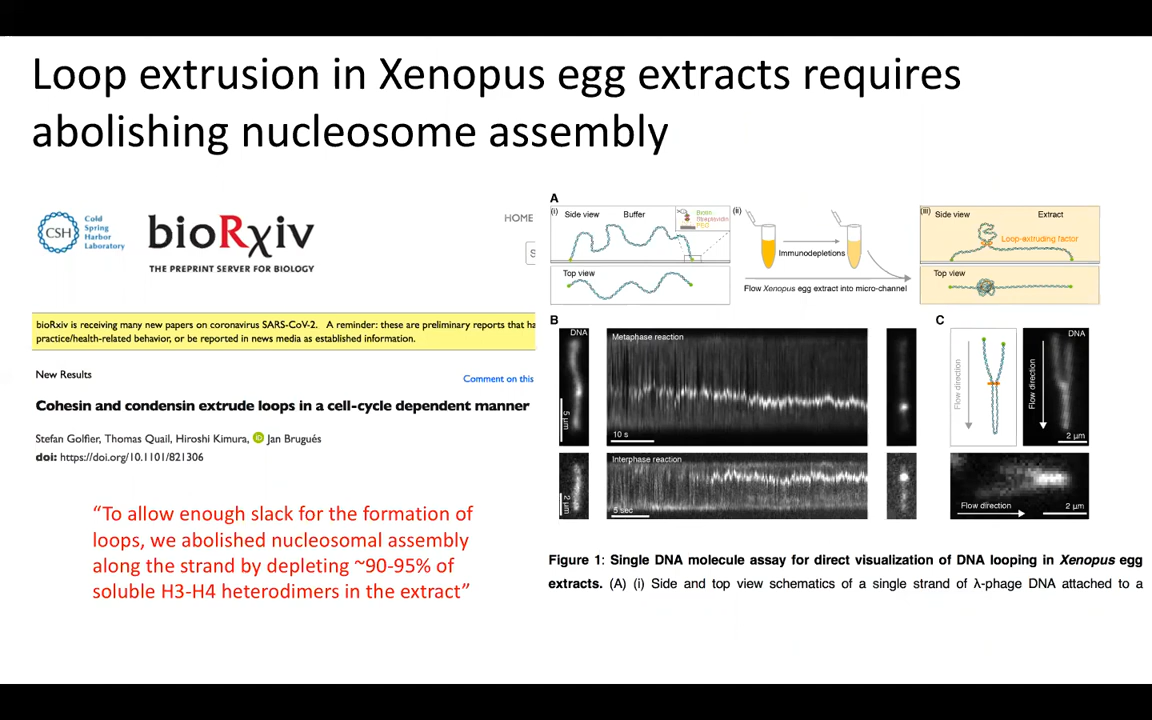 Loop extrusion in Xenopus egg extracts requires
abolishing nucleosome assembly
CSH
Cold
Spring
Harbor
Laboratory
bioRxiv
THE PREPRINT SERVER FOR BIOLOGY
HOME
S
bioRxiv is receiving many new papers on coronavirus SARS-CoV-2. A reminder: these are preliminary reports that ha
practice/health-related behavior, or be reported in news media as established information.
New Results
Comment on this
Cohesin and condensin extrude loops in a cell-cycle dependent manner
Stefan Golfier, Thomas Quail, Hiroshi Kimura, iD Jan Brugués
doi: https://doi.org/10.1101/821306
“To allow enough slack for the formation of
loops, we abolished nucleosomal assembly
along the strand by depleting ~90-95% of
soluble H3-H4 heterodimers in the extract”
A
(i) Side view Buffer
Biotin
Streptavidin
PEG
Top view
(ii)
Immunodepletions
Flow Xenopus egg extract into micro-channel
(iii) Side view Extract
Loop-extruding factor
Top view
B
DNA
5 µm
Metaphase reaction
10 s
2 µm
Interphase reaction
5 sec
C
Flow direction
DNA
Flow direction
2 µm
Flow direction
2 µm
Figure 1: Single DNA molecule assay for direct visualization of DNA looping in Xenopus egg
extracts. (A) (i) Side and top view schematics of a single strand of λ-phage DNA attached to a